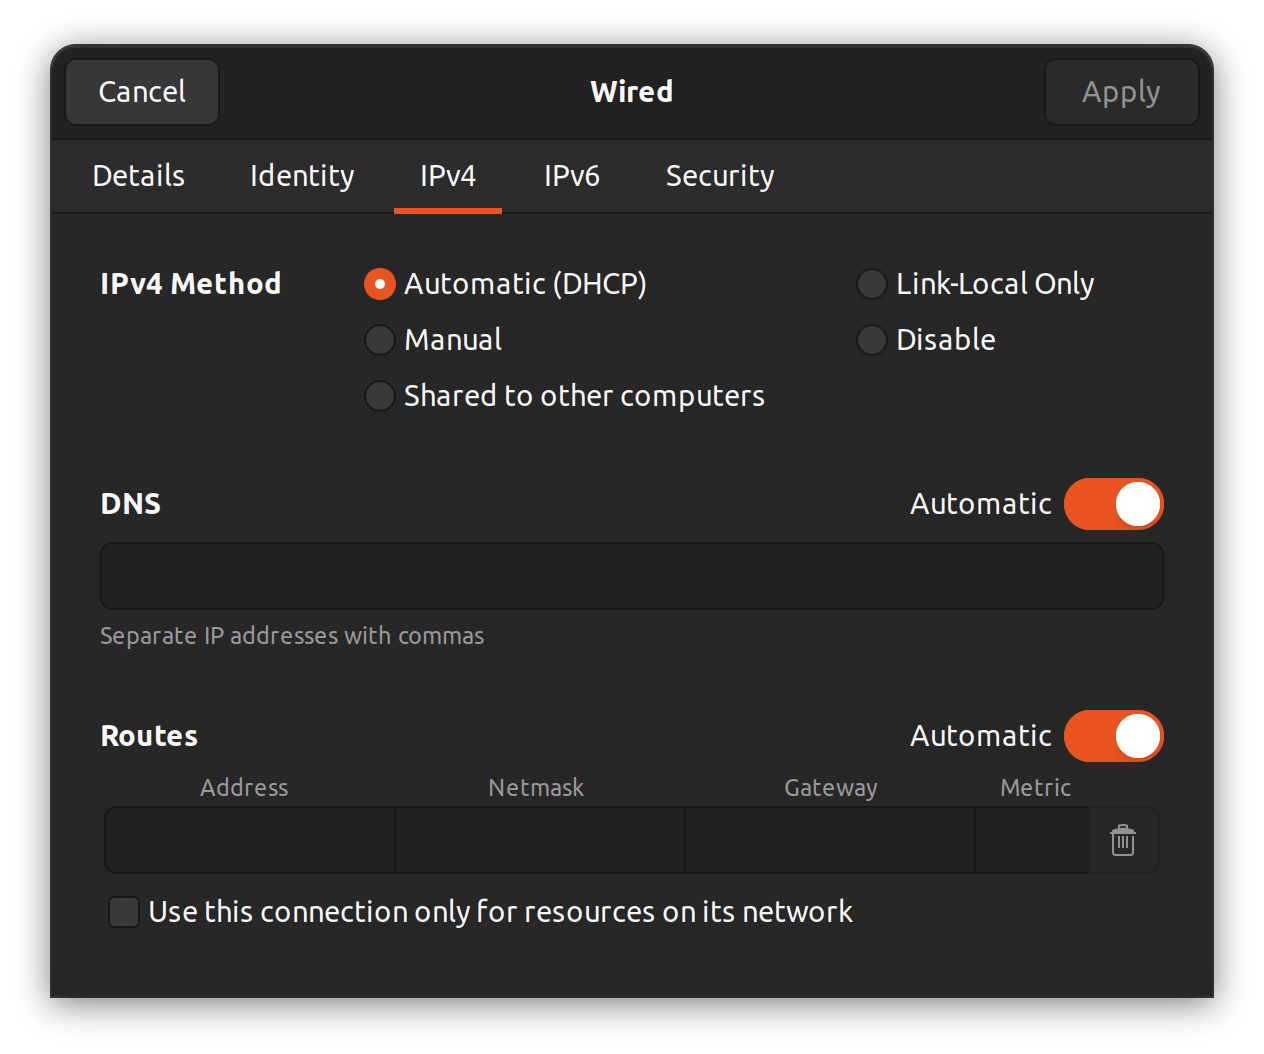 Cancel Wired Apply
Details Identity IPv4 IPv6 Security
IPv4 Method Automatic (DHCP) Link-Local Only
Manual Disable
Shared to other computers
DNS Automatic
Separate IP addresses with commas
Routes Automatic
Address Netmask Gateway Metric
Use this connection only for resources on its network